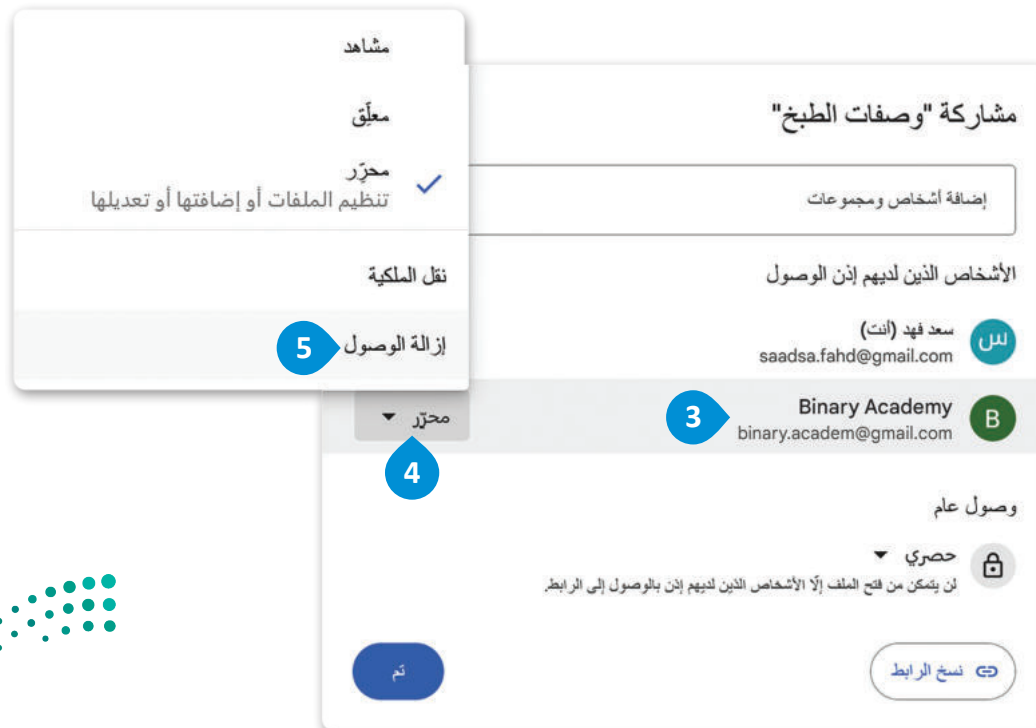 مشاهد
معلِّق
محرِّر
تنظيم الملفات أو إضافتها أو تعديلها
نقل الملكية
إزالة الوصول
5
مشاركة "وصفات الطبخ"
إضافة أشخاص ومجموعات
الأشخاص الذين لديهم إذن الوصول
س
سعد فهد (أنت)
saadsa.fahd@gmail.com
B
Binary Academy
binary.academ@gmail.com
3
محرِّر
4
وصول عام
حصري
لن يتمكن من فتح الملف إلّا الأشخاص الذين لديهم إذن بالوصول إلى الرابط.
نسخ الرابط
تم